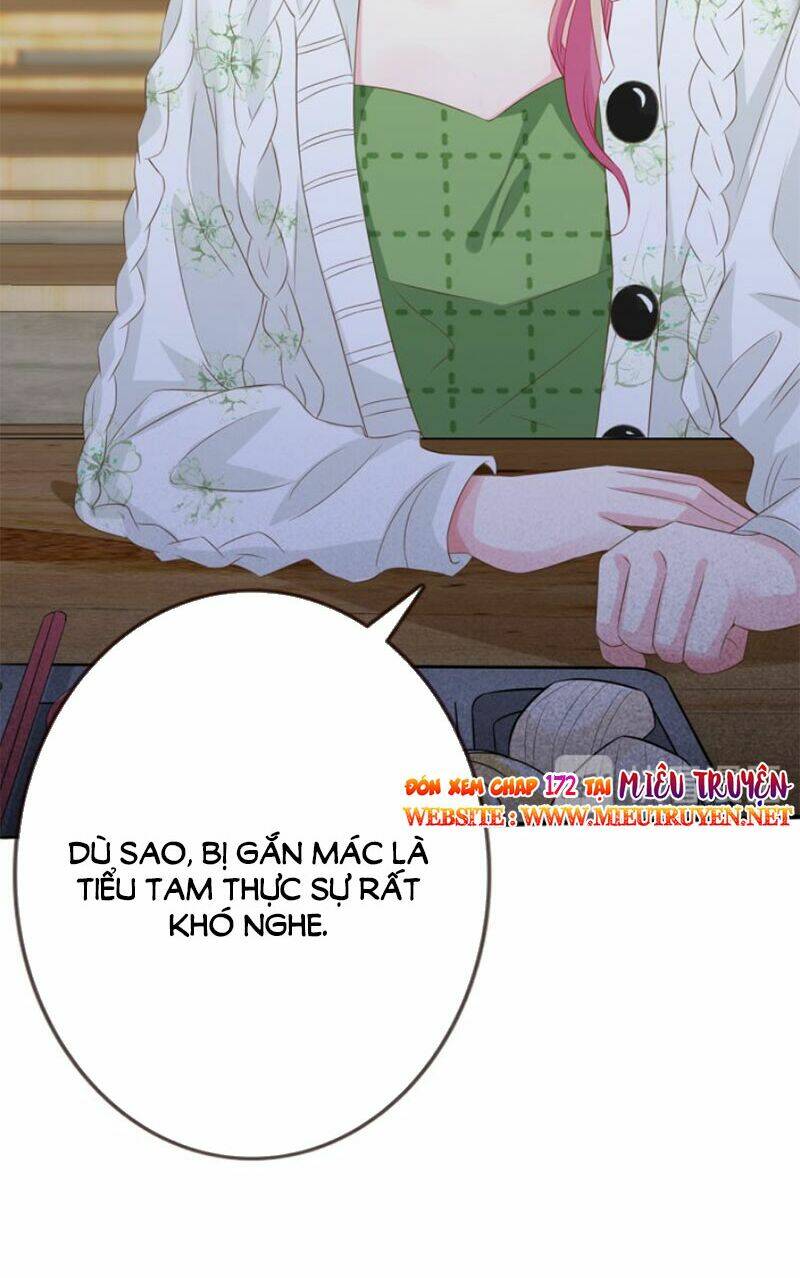 ĐÓN XEM CHAP 172 TẠI MIÊU TRUYỆN
WEBSITE : WWW.MIEUTRUYEN.NET
DÙ SAO, BỊ GẮN MÁC LÀ
TIỂU TAM THỰC SỰ RẤT
KHÓ NGHE.